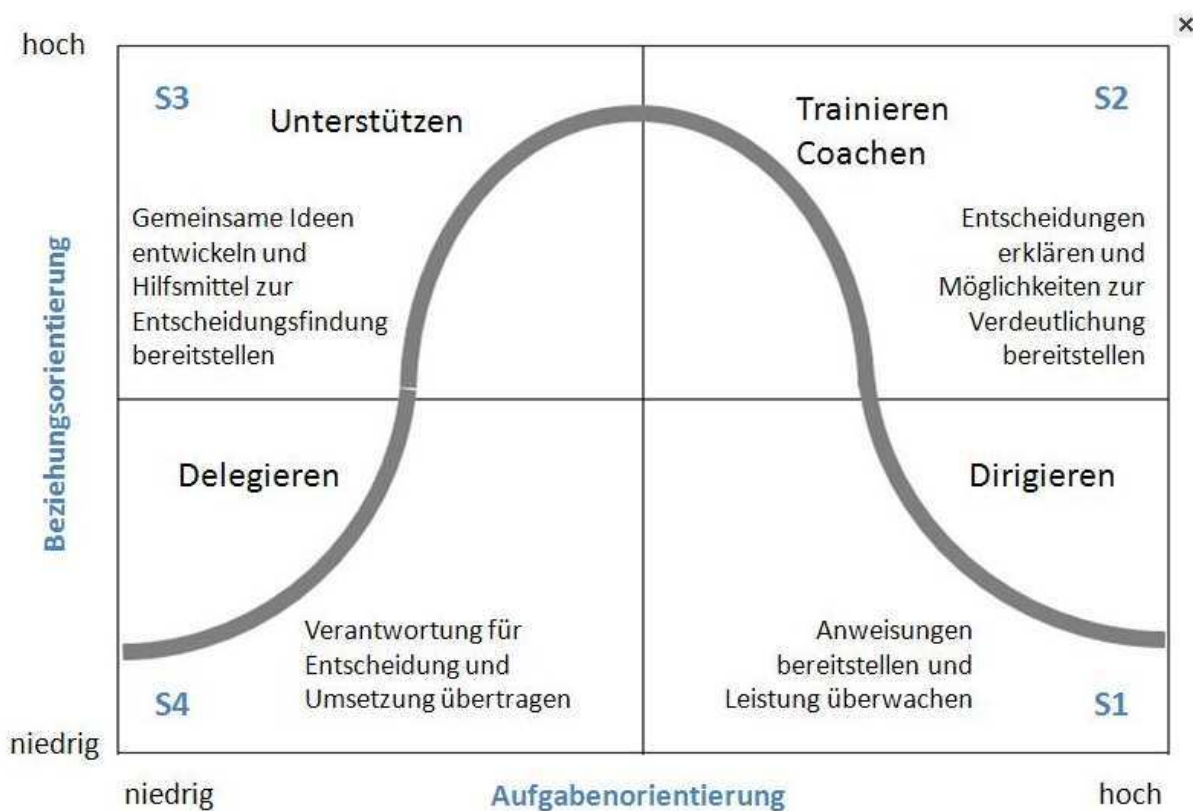 ×
hoch
S3
Unterstützen
Gemeinsame Ideen
entwickeln und
Hilfsmittel zur
Entscheidungsfindung
bereitstellen
S2
Trainieren
Coachen
Entscheidungen
erklären und
Möglichkeiten zur
Verdeutlichung
bereitstellen
Beziehungsorientierung
Delegieren
Verantwortung für
Entscheidung und
Umsetzung übertragen
S4
Dirigieren
Anweisungen
bereitstellen und
Leistung überwachen
S1
niedrig
niedrig
Aufgabenorientierung
hoch